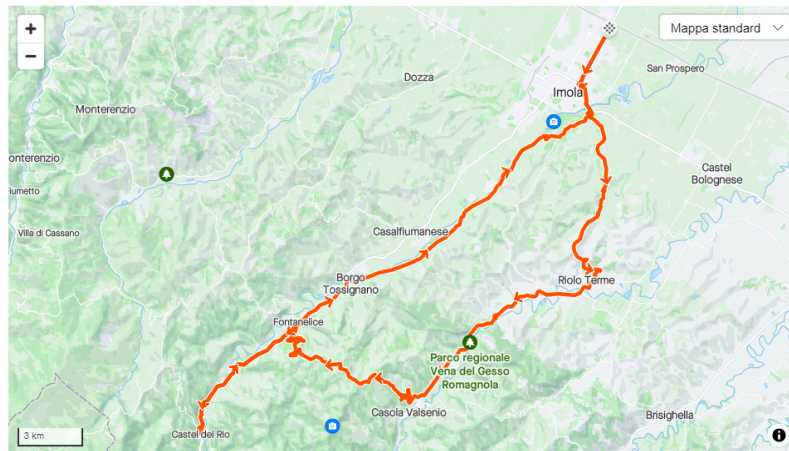 +
−
Mappa standard
San Prospero
Dozza
Imola
Monterenzio
onterenzio
Fiumetto
Castel
Bolognese
Villa di Cassano
Casalfiumanese
Borgo
Tossignano
Riolo Terme
Fontanelice
Parco regionale
Vena del Gesso
Romagnola
Casola Valsenio
Brisighella
Castel del Rio
3 km